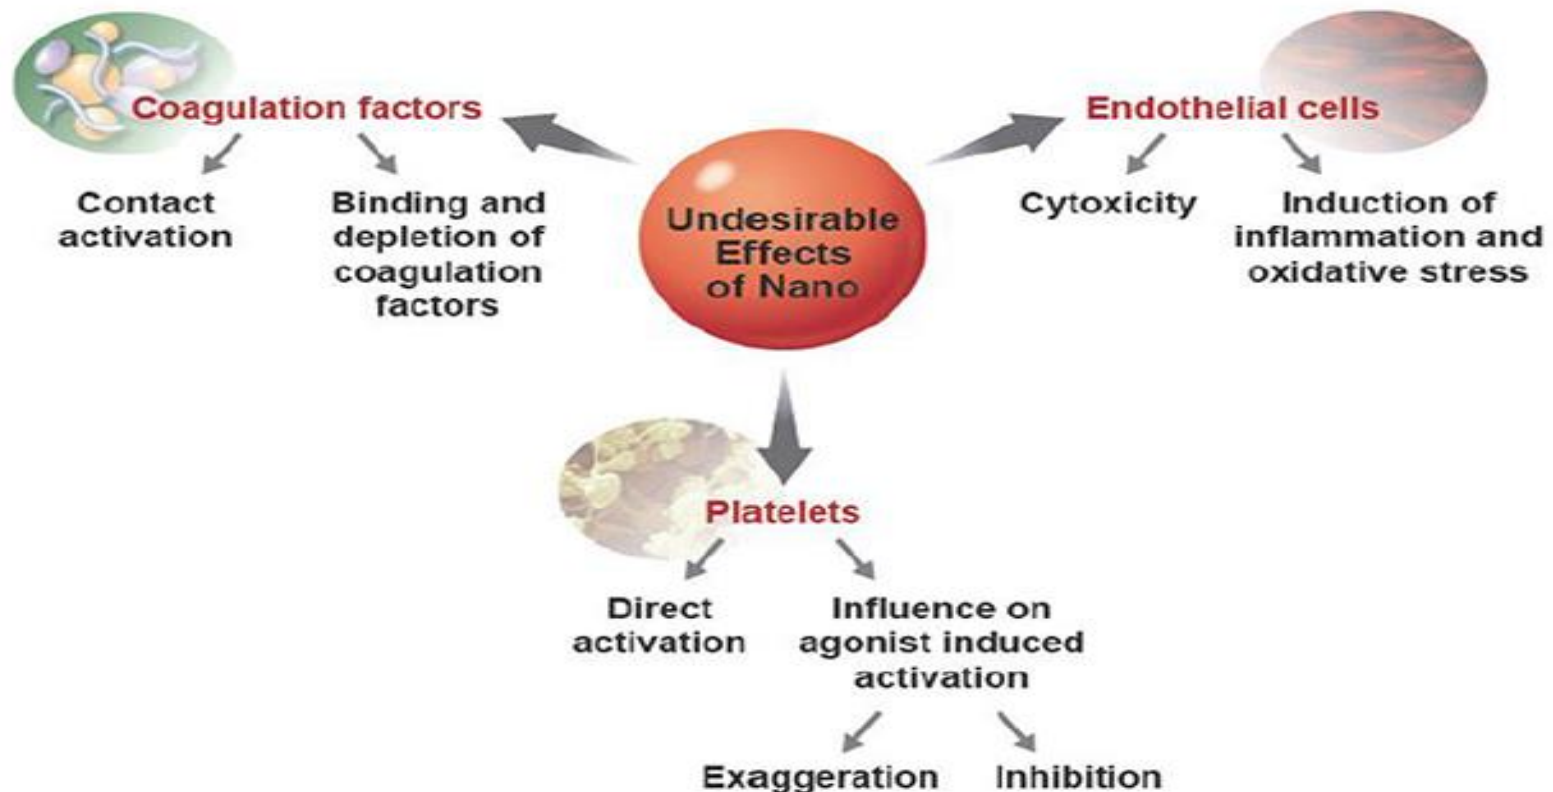 Coagulation factors
Contact
activation
Binding and
depletion of
coagulation
factors
Undesirable
Effects
of Nano
Endothelial cells
Cytoxicity
Induction of
inflammation and
oxidative stress
Platelets
Direct
activation
Influence on
agonist induced
activation
Exaggeration
Inhibition